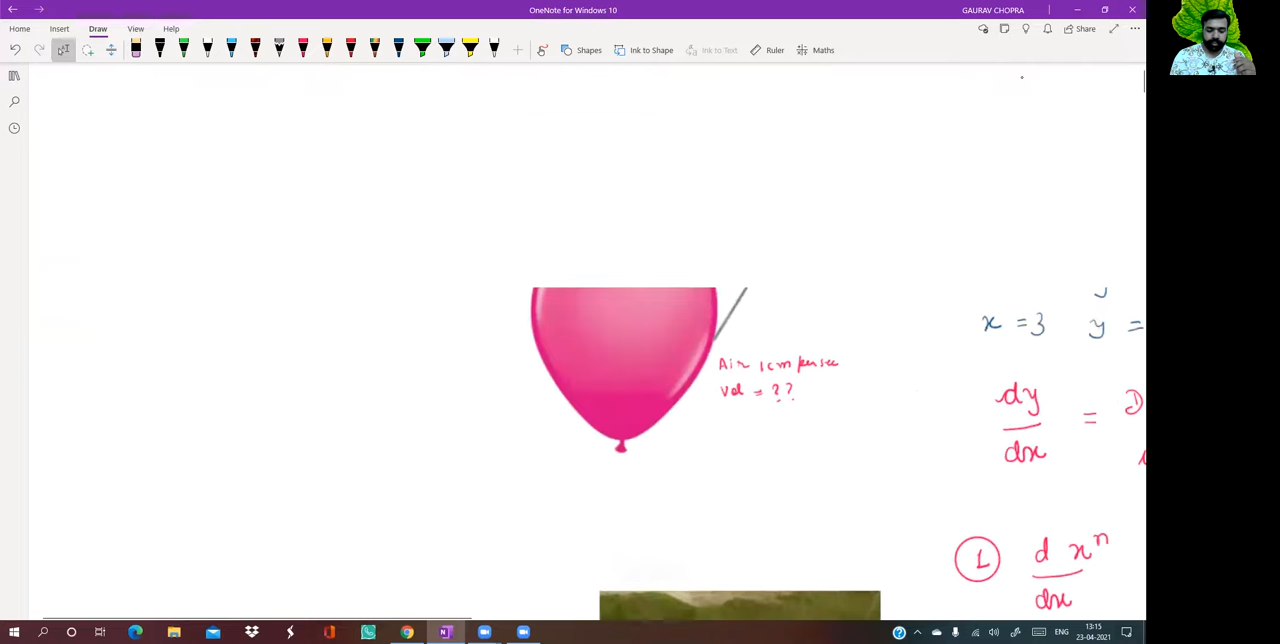 OneNote for Windows 10
GAURAV CHOPRA
Home Insert Draw View Help
Share
Shapes Ink to Shape Ink to Text Ruler Maths
x = 3 y =
Air 1cm per sec
Vol = ??
dy
dx
=
1
d x^n
dx
ENG
13:15
23-04-2021